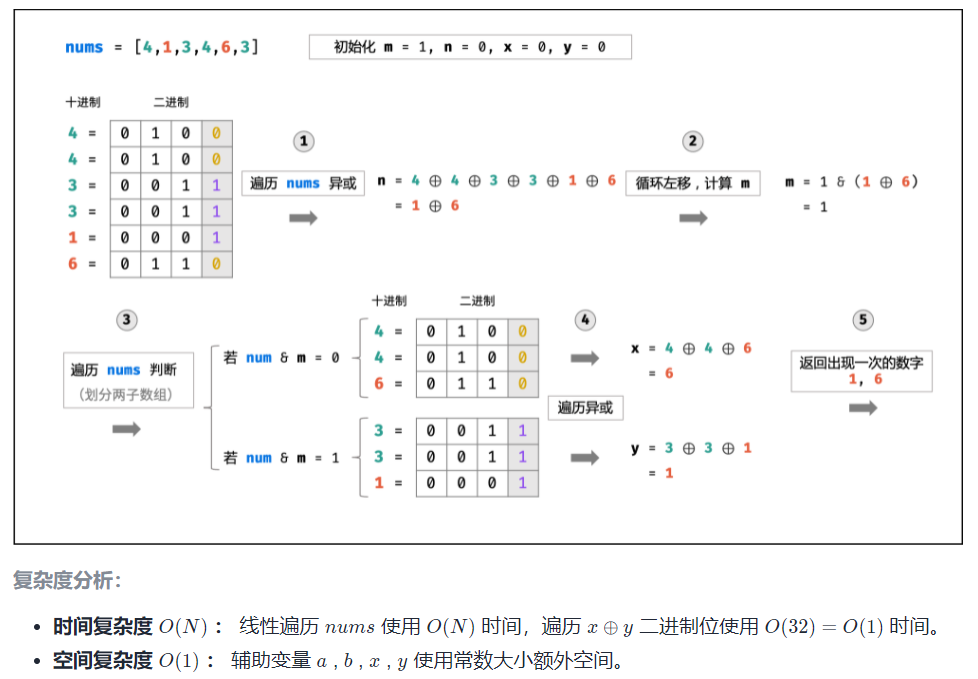 nums = [4,1,3,4,6,3]
初始化 m = 1, n = 0, x = 0, y = 0
十进制 二进制
4 = 0 1 0 0
4 = 0 1 0 0
3 = 0 0 1 1
3 = 0 0 1 1
1 = 0 0 0 1
6 = 0 1 1 0
1
遍历 nums 异或
n = 4 ⊕ 4 ⊕ 3 ⊕ 3 ⊕ 1 ⊕ 6
= 1 ⊕ 6
2
循环左移，计算 m
m = 1 & (1 ⊕ 6)
= 1
3
遍历 nums 判断
（划分两子数组）
若 num & m = 0
若 num & m = 1
十进制 二进制
4 = 0 1 0 0
4 = 0 1 0 0
6 = 0 1 1 0
3 = 0 0 1 1
3 = 0 0 1 1
1 = 0 0 0 1
4
遍历异或
x = 4 ⊕ 4 ⊕ 6
= 6
y = 3 ⊕ 3 ⊕ 1
= 1
5
返回出现一次的数字
1, 6
复杂度分析：
• 时间复杂度 O(N) ： 线性遍历 nums 使用 O(N) 时间，遍历 x ⊕ y 二进制位使用 O(32) = O(1) 时间。
• 空间复杂度 O(1) ： 辅助变量 a , b , x , y 使用常数大小额外空间。